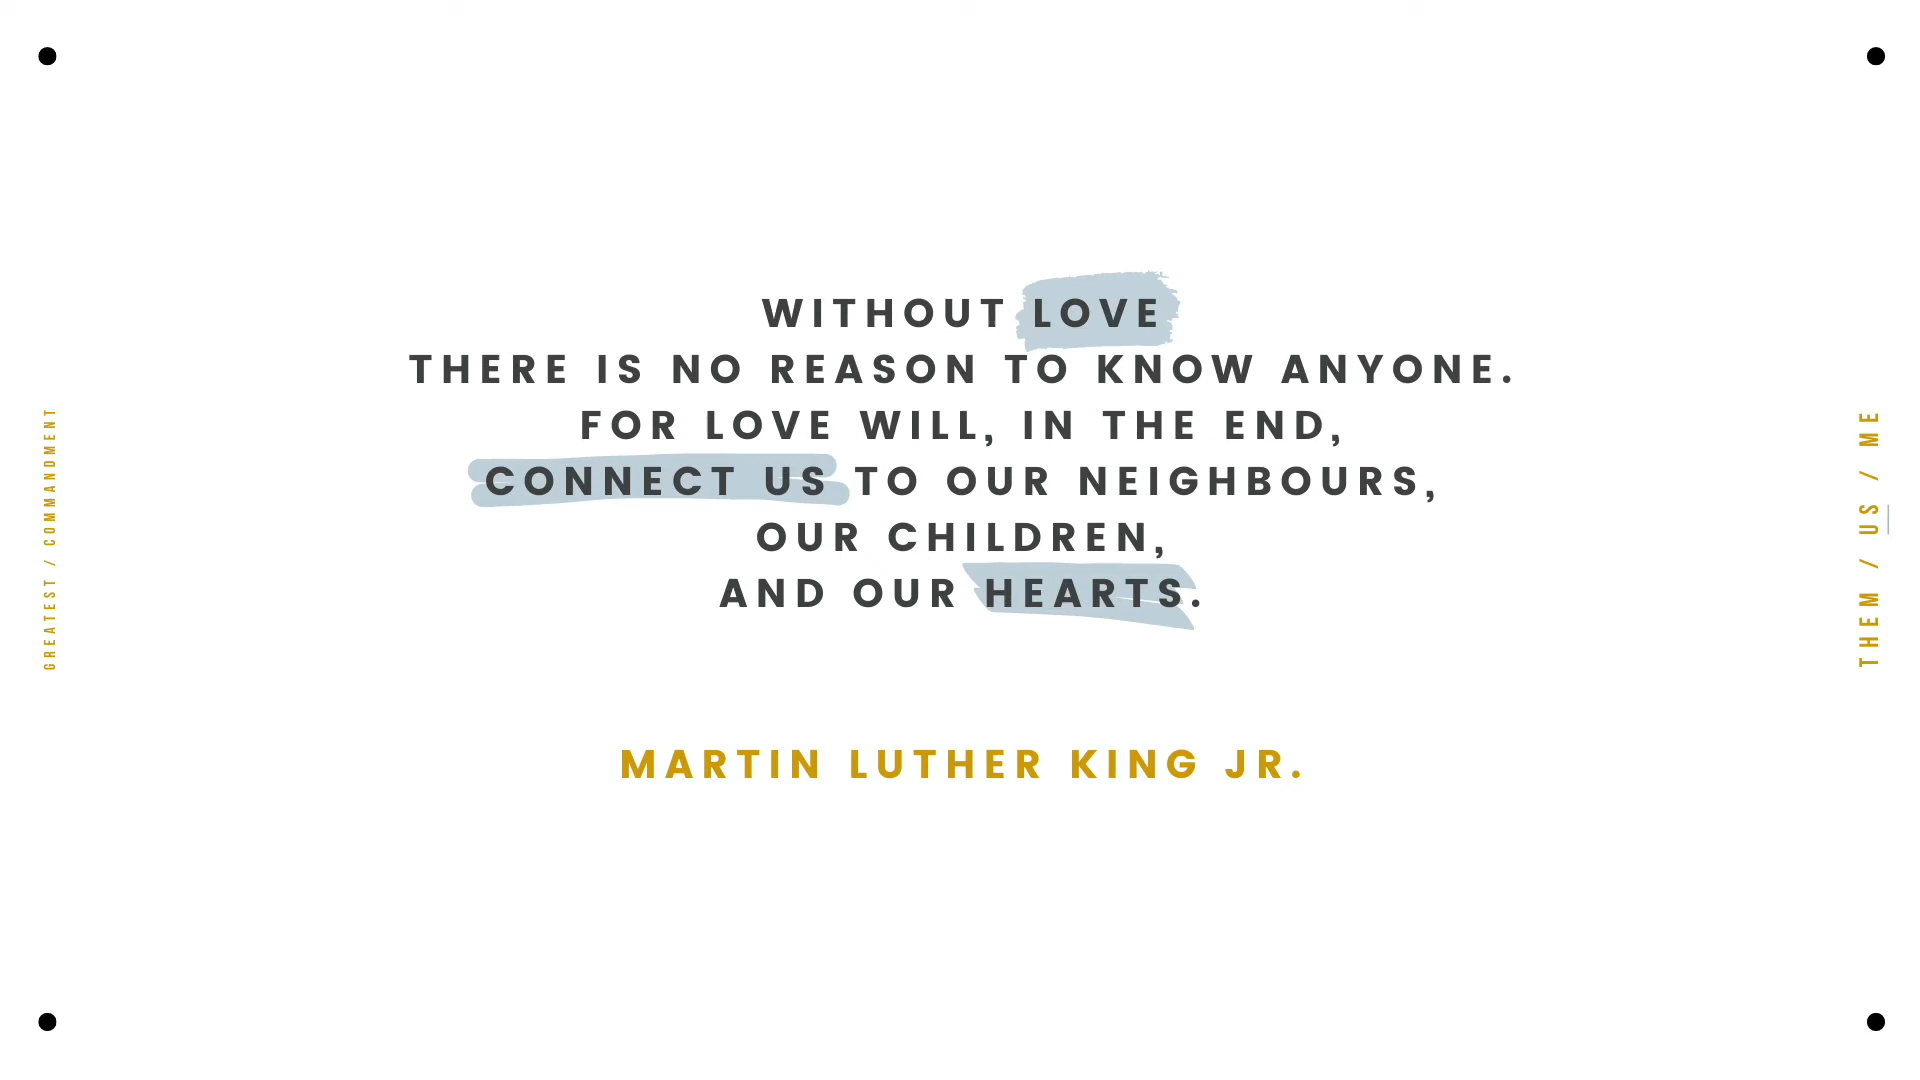 WITHOUT LOVE
THERE IS NO REASON TO KNOW ANYONE.
FOR LOVE WILL, IN THE END,
CONNECT US TO OUR NEIGHBOURS,
OUR CHILDREN,
AND OUR HEARTS.
MARTIN LUTHER KING JR.
GREATEST / COMMANDMENT
THEM / US / ME